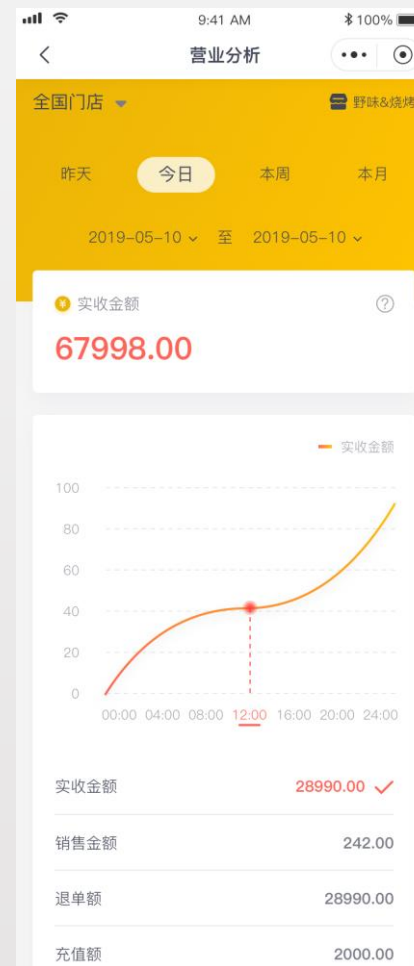 9:41 AM
100%
营业分析
全国门店
野味&烧烤
昨天 今日 本周 本月
2019-05-10 至 2019-05-10
¥ 实收金额 ?
67998.00
实收金额
100
80
60
40
20
0
00:00 04:00 08:00 12:00 16:00 20:00 24:00
实收金额 28990.00
销售金额 242.00
退单额 28990.00
充值额 2000.00